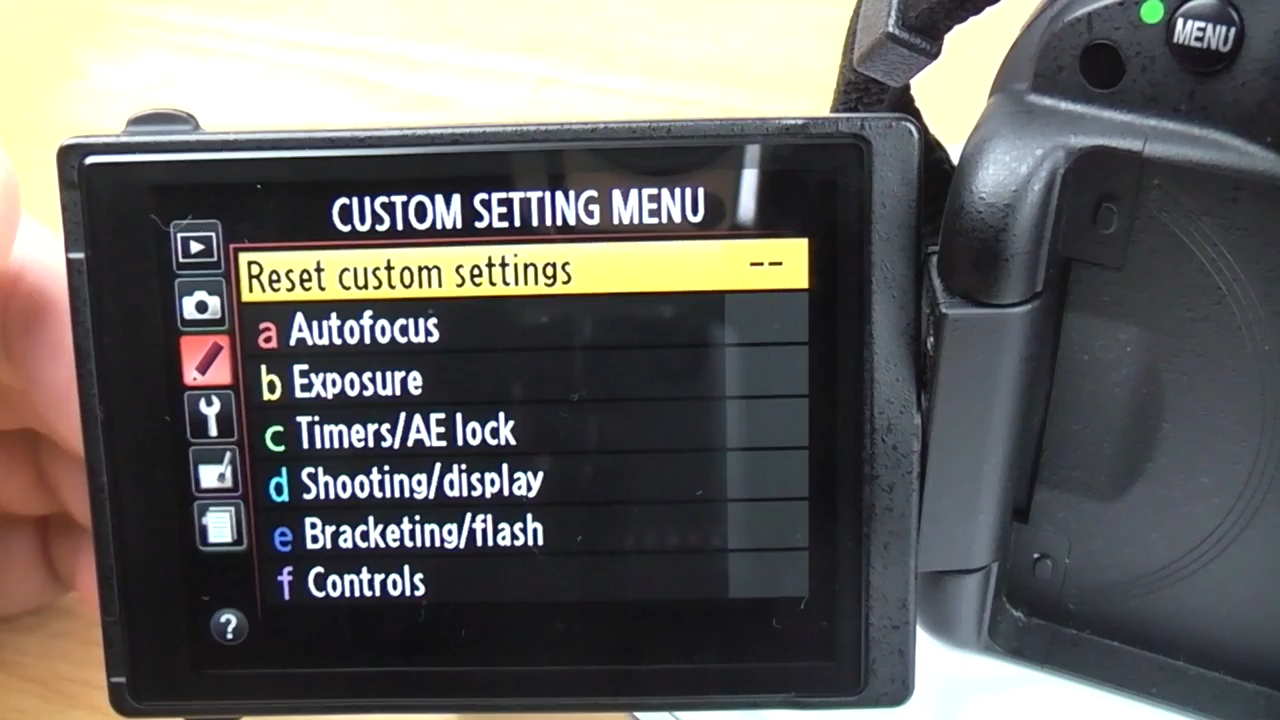 MENU
CUSTOM SETTING MENU
Reset custom settings --
a Autofocus
b Exposure
c Timers/AE lock
d Shooting/display
e Bracketing/flash
f Controls
?